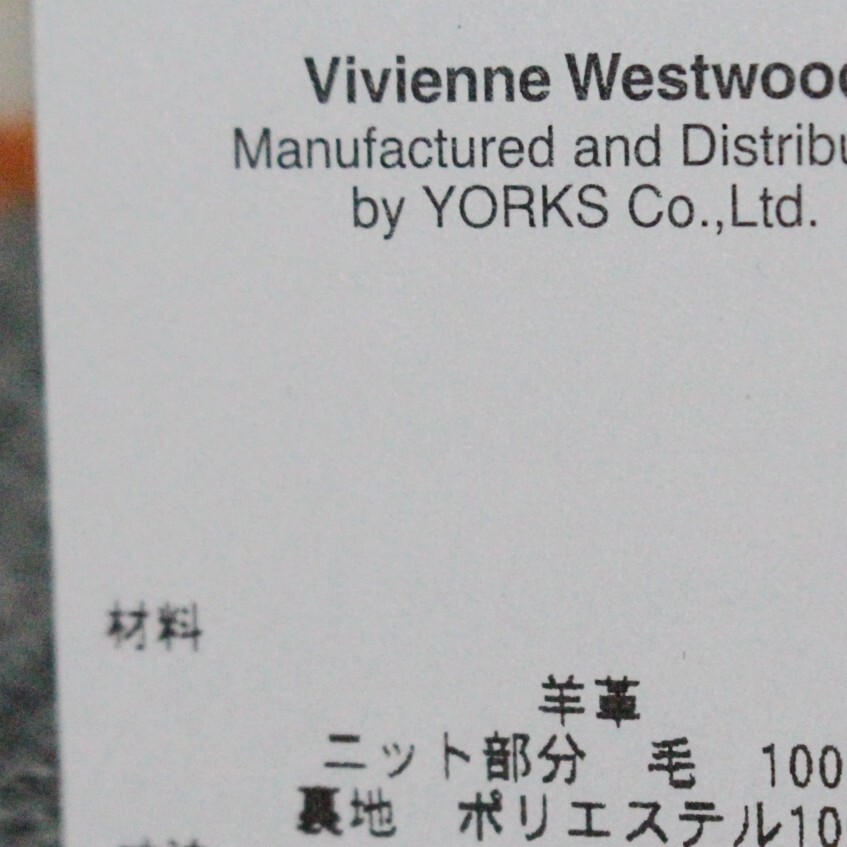 Vivienne Westwood
Manufactured and Distribu
by YORKS Co.,Ltd.
材料
羊革
ニット部分 毛 100
裏地 ポリエステル10